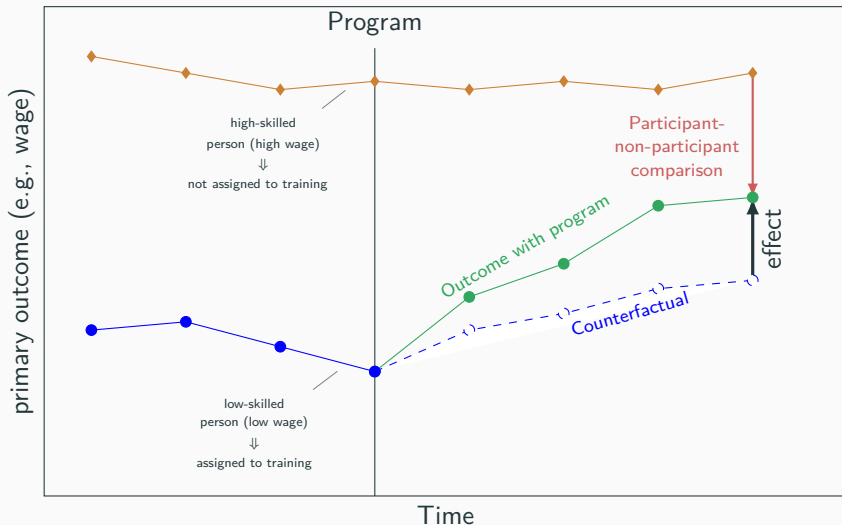 Program
primary outcome (e.g., wage)
high-skilled
person (high wage)
⇓
not assigned to training
Participant-
non-participant
comparison
Outcome with program
effect
Counterfactual
low-skilled
person (low wage)
⇓
assigned to training
Time